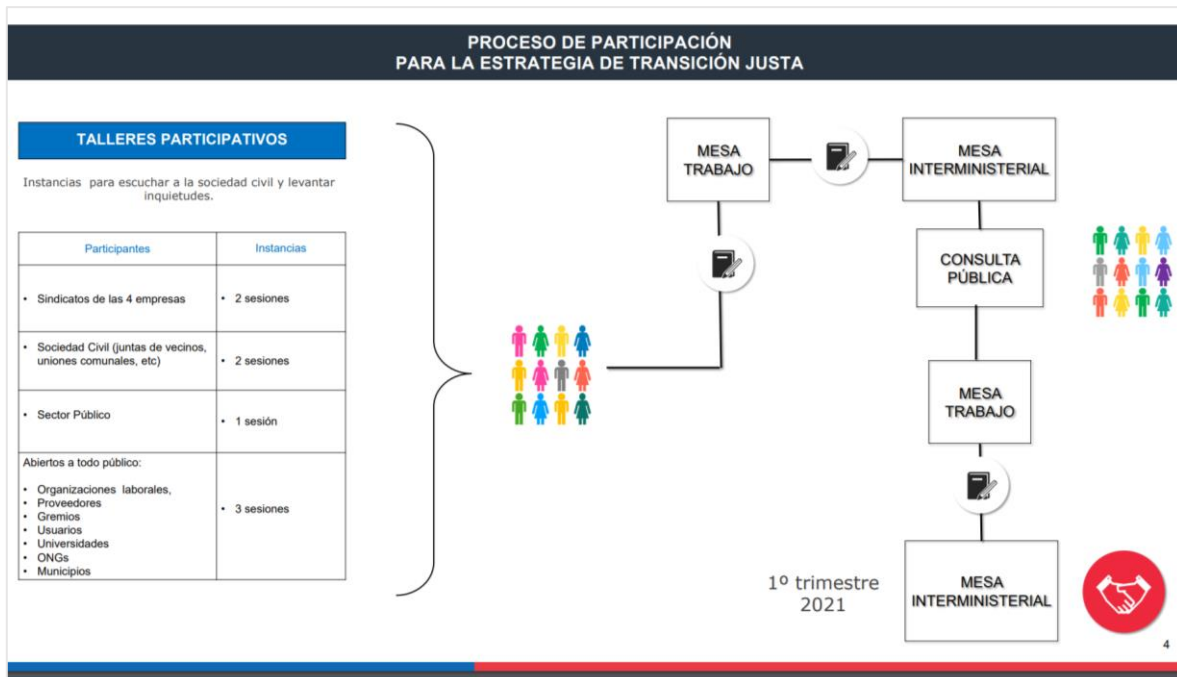 PROCESO DE PARTICIPACIÓN
PARA LA ESTRATEGIA DE TRANSICIÓN JUSTA
TALLERES PARTICIPATIVOS
Instancias para escuchar a la sociedad civil y levantar
inquietudes.
Participantes
Instancias
• Sindicatos de las 4 empresas
• 2 sesiones
• Sociedad Civil (juntas de vecinos,
uniones comunales, etc)
• 2 sesiones
• Sector Público
• 1 sesión
Abiertos a todo público:
• Organizaciones laborales,
• Proveedores
• Gremios
• Usuarios
• Universidades
• ONGs
• Municipios
• 3 sesiones
MESA
TRABAJO
MESA
INTERMINISTERIAL
CONSULTA
PÚBLICA
MESA
TRABAJO
MESA
INTERMINISTERIAL
1º trimestre
2021
4